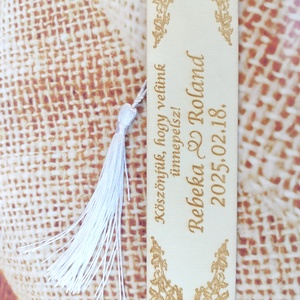 Köszönjük, hogy velünk
ünnepelsz!
Rebeka & Roland
2025.02.18.